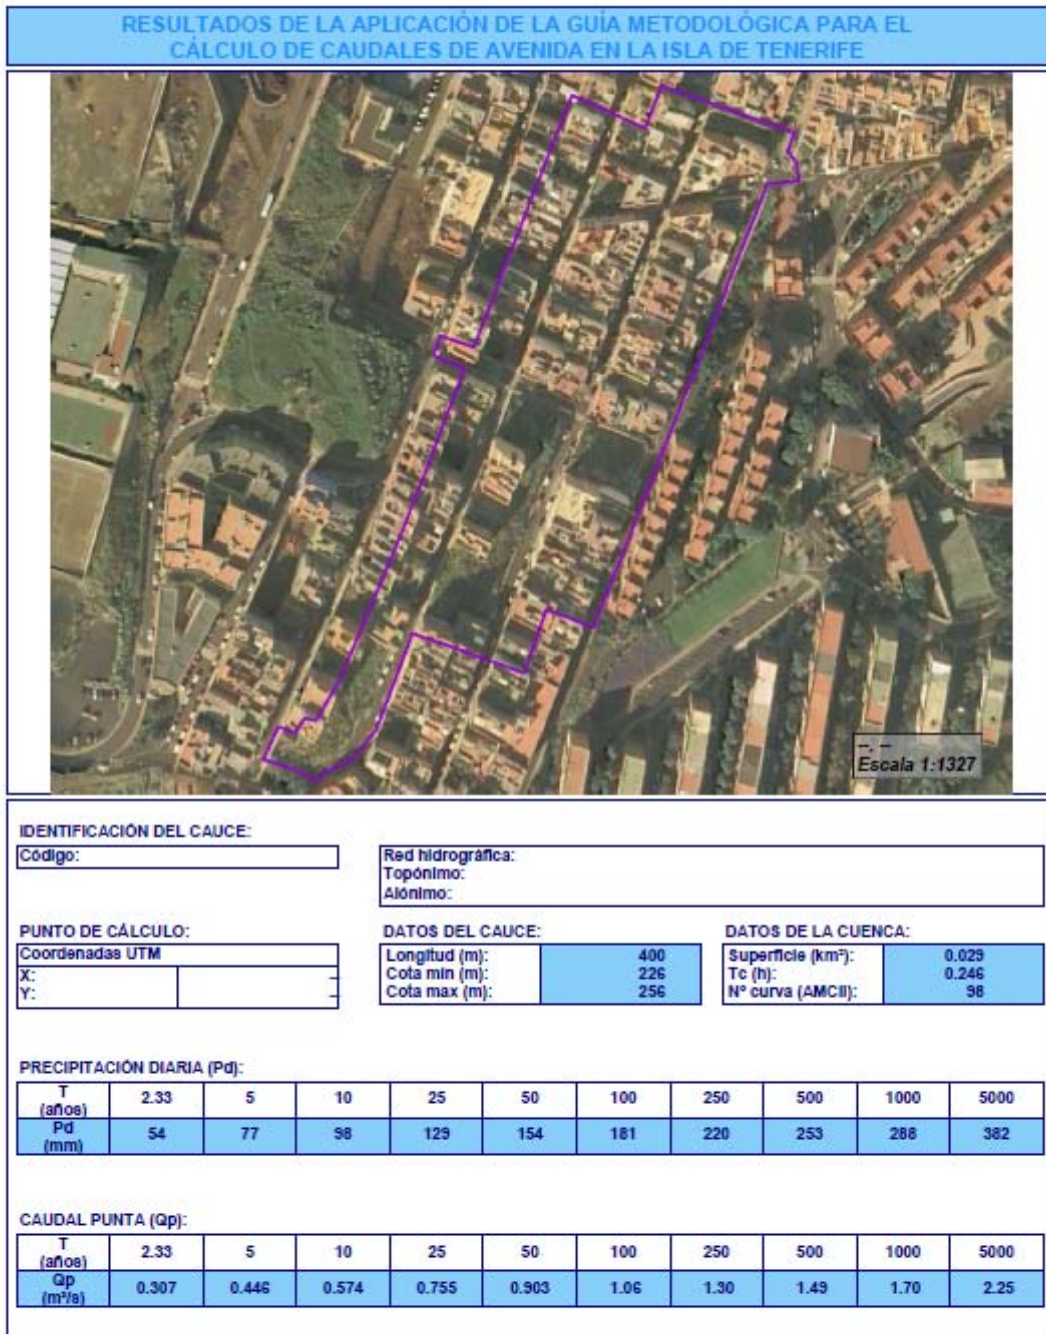 RESULTADOS DE LA APLICACIÓN DE LA GUÍA METODOLÓGICA PARA EL
CÁLCULO DE CAUDALES DE AVENIDA EN LA ISLA DE TENERIFE
--, --
Escala 1:1327
IDENTIFICACIÓN DEL CAUCE:
Código:
Red hidrográfica:
Topónimo:
Alónimo:
PUNTO DE CÁLCULO:
Coordenadas UTM
X: --
Y: --
DATOS DEL CAUCE:
Longitud (m): 400
Cota min (m): 226
Cota max (m): 256
DATOS DE LA CUENCA:
Superficie (km²): 0.029
Tc (h): 0.246
Nº curva (AMCII): 98
PRECIPITACIÓN DIARIA (Pd):
T (años) 2.33 5 10 25 50 100 250 500 1000 5000
Pd (mm) 54 77 98 129 154 181 220 253 288 382
CAUDAL PUNTA (Qp):
T (años) 2.33 5 10 25 50 100 250 500 1000 5000
Qp (m³/s) 0.307 0.446 0.574 0.755 0.903 1.06 1.30 1.49 1.70 2.25